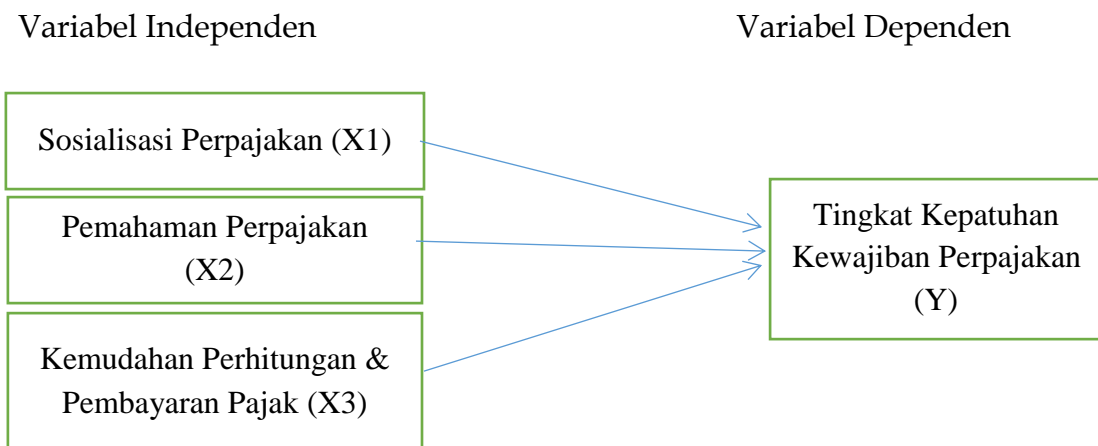 Variabel Independen
Variabel Dependen
Sosialisasi Perpajakan (X1)
Pemahaman Perpajakan
(X2)
Kemudahan Perhitungan &
Pembayaran Pajak (X3)
Tingkat Kepatuhan
Kewajiban Perpajakan
(Y)